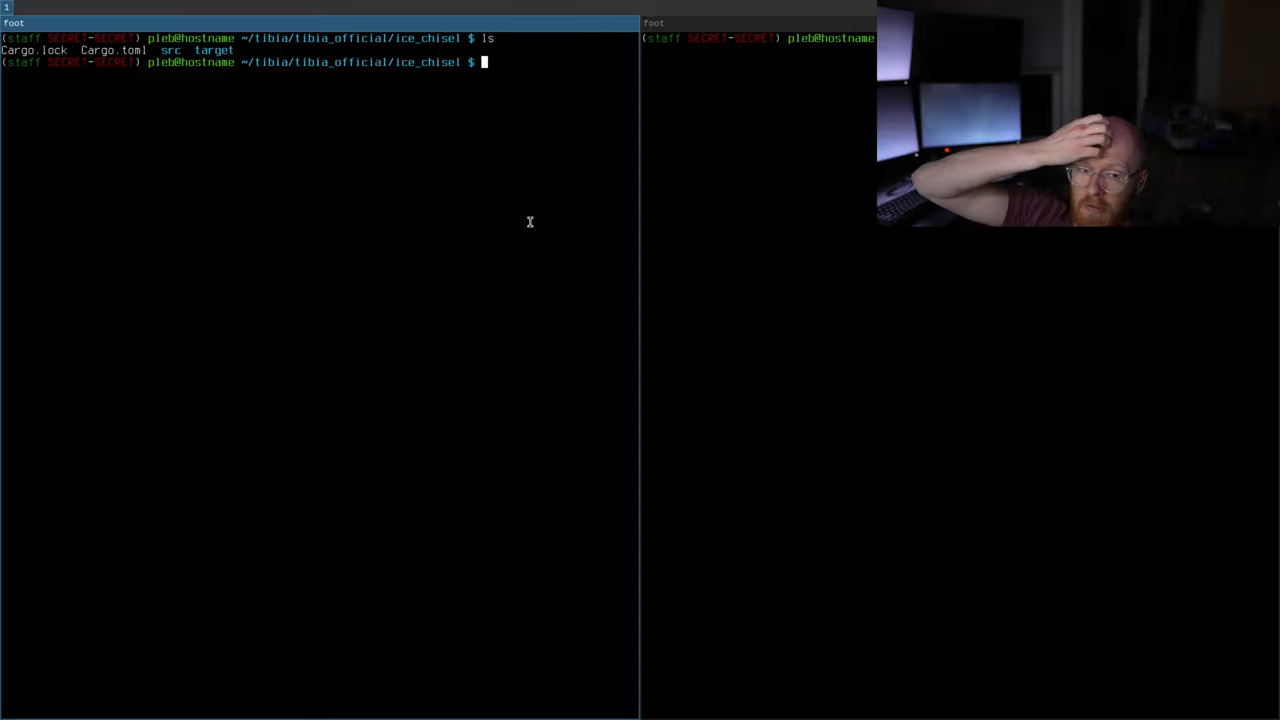 1
foot
(staff SECRET-SECRET) pleb@hostname ~/tibia/tibia_official/ice_chisel $ ls
Cargo.lock  Cargo.toml  src  target
(staff SECRET-SECRET) pleb@hostname ~/tibia/tibia_official/ice_chisel $
foot
(staff SECRET-SECRET) pleb@hostname